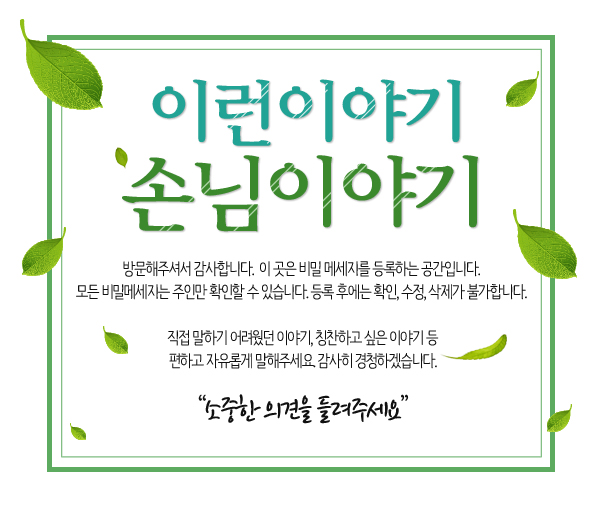 이런이야기
손님이야기
방문해주셔서 감사합니다. 이 곳은 비밀 메세지를 등록하는 공간입니다.
모든 비밀메세지는 주인만 확인할 수 있습니다. 등록 후에는 확인, 수정, 삭제가 불가합니다.
직접 말하기 어려웠던 이야기, 칭찬하고 싶은 이야기 등
편하고 자유롭게 말해주세요. 감사히 경청하겠습니다.
“소중한 의견을 들려주세요”